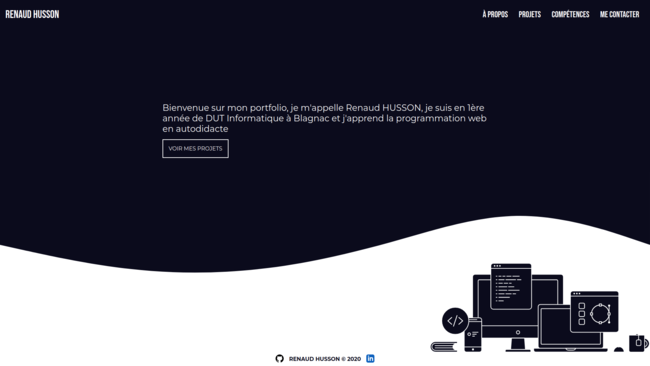 RENAUD HUSSON
À PROPOS PROJETS COMPÉTENCES ME CONTACTER
Bienvenue sur mon portfolio, je m'appelle Renaud HUSSON, je suis en 1ère
année de DUT Informatique à Blagnac et j'apprend la programmation web
en autodidacte
VOIR MES PROJETS
RENAUD HUSSON © 2020